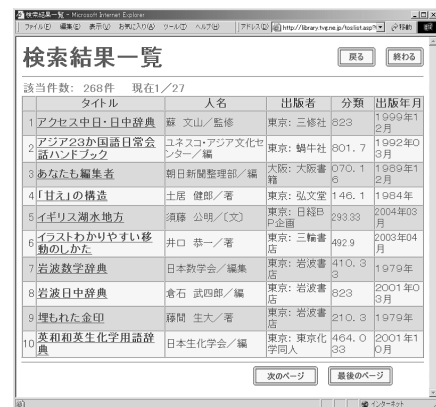 検索結果一覧 - Microsoft Internet Explorer
ファイル(F) 編集(E) 表示(V) お気に入り(A) ツール(T) ヘルプ(H) アドレス(D) http://library.tvg.ne.jp/toslist.asp? 移動
検索結果一覧 戻る 終わる
該当件数: 268件 現在1/27
タイトル 人名 出版者 分類 出版年月
1 アクセス中日・日中辞典 蘇 文山/監修 東京: 三修社 823 1999年1
2月
2 アジア23か国語日常会 ユネスコ・アジア文化セ 東京: 蝸牛社 801.7 1992年0
話ハンドブック ンター/編 3月
3 あなたも編集者 朝日新聞整理部/編 大阪: 大阪書 070.1 1989年1
籍 6 2月
4 「甘え」の構造 土居 健郎/著 東京: 弘文堂 146.1 1984年
5 イギリス湖水地方 須藤 公明/〔文〕 東京: 日経B 293.33 2004年03
P企画 月
6 イラストわかりやすい移 井口 恭一/著 東京: 三輪書 492.9 2003年04
動のしかた 店 月
7 岩波数学辞典 日本数学会/編集 東京: 岩波書 410.3 1979年
店 3
8 岩波日中辞典 倉石 武四郎/編 東京: 岩波書 823 2001年0
店 3月
9 埋もれた金印 藤間 生大/著 東京: 岩波書 210.3 1979年
店
10 英和和英生化学用語辞 日本生化学会/編 東京: 東京化 464.0 2001年1
典 学同人 33 0月
次のページ 最後のページ
インターネット